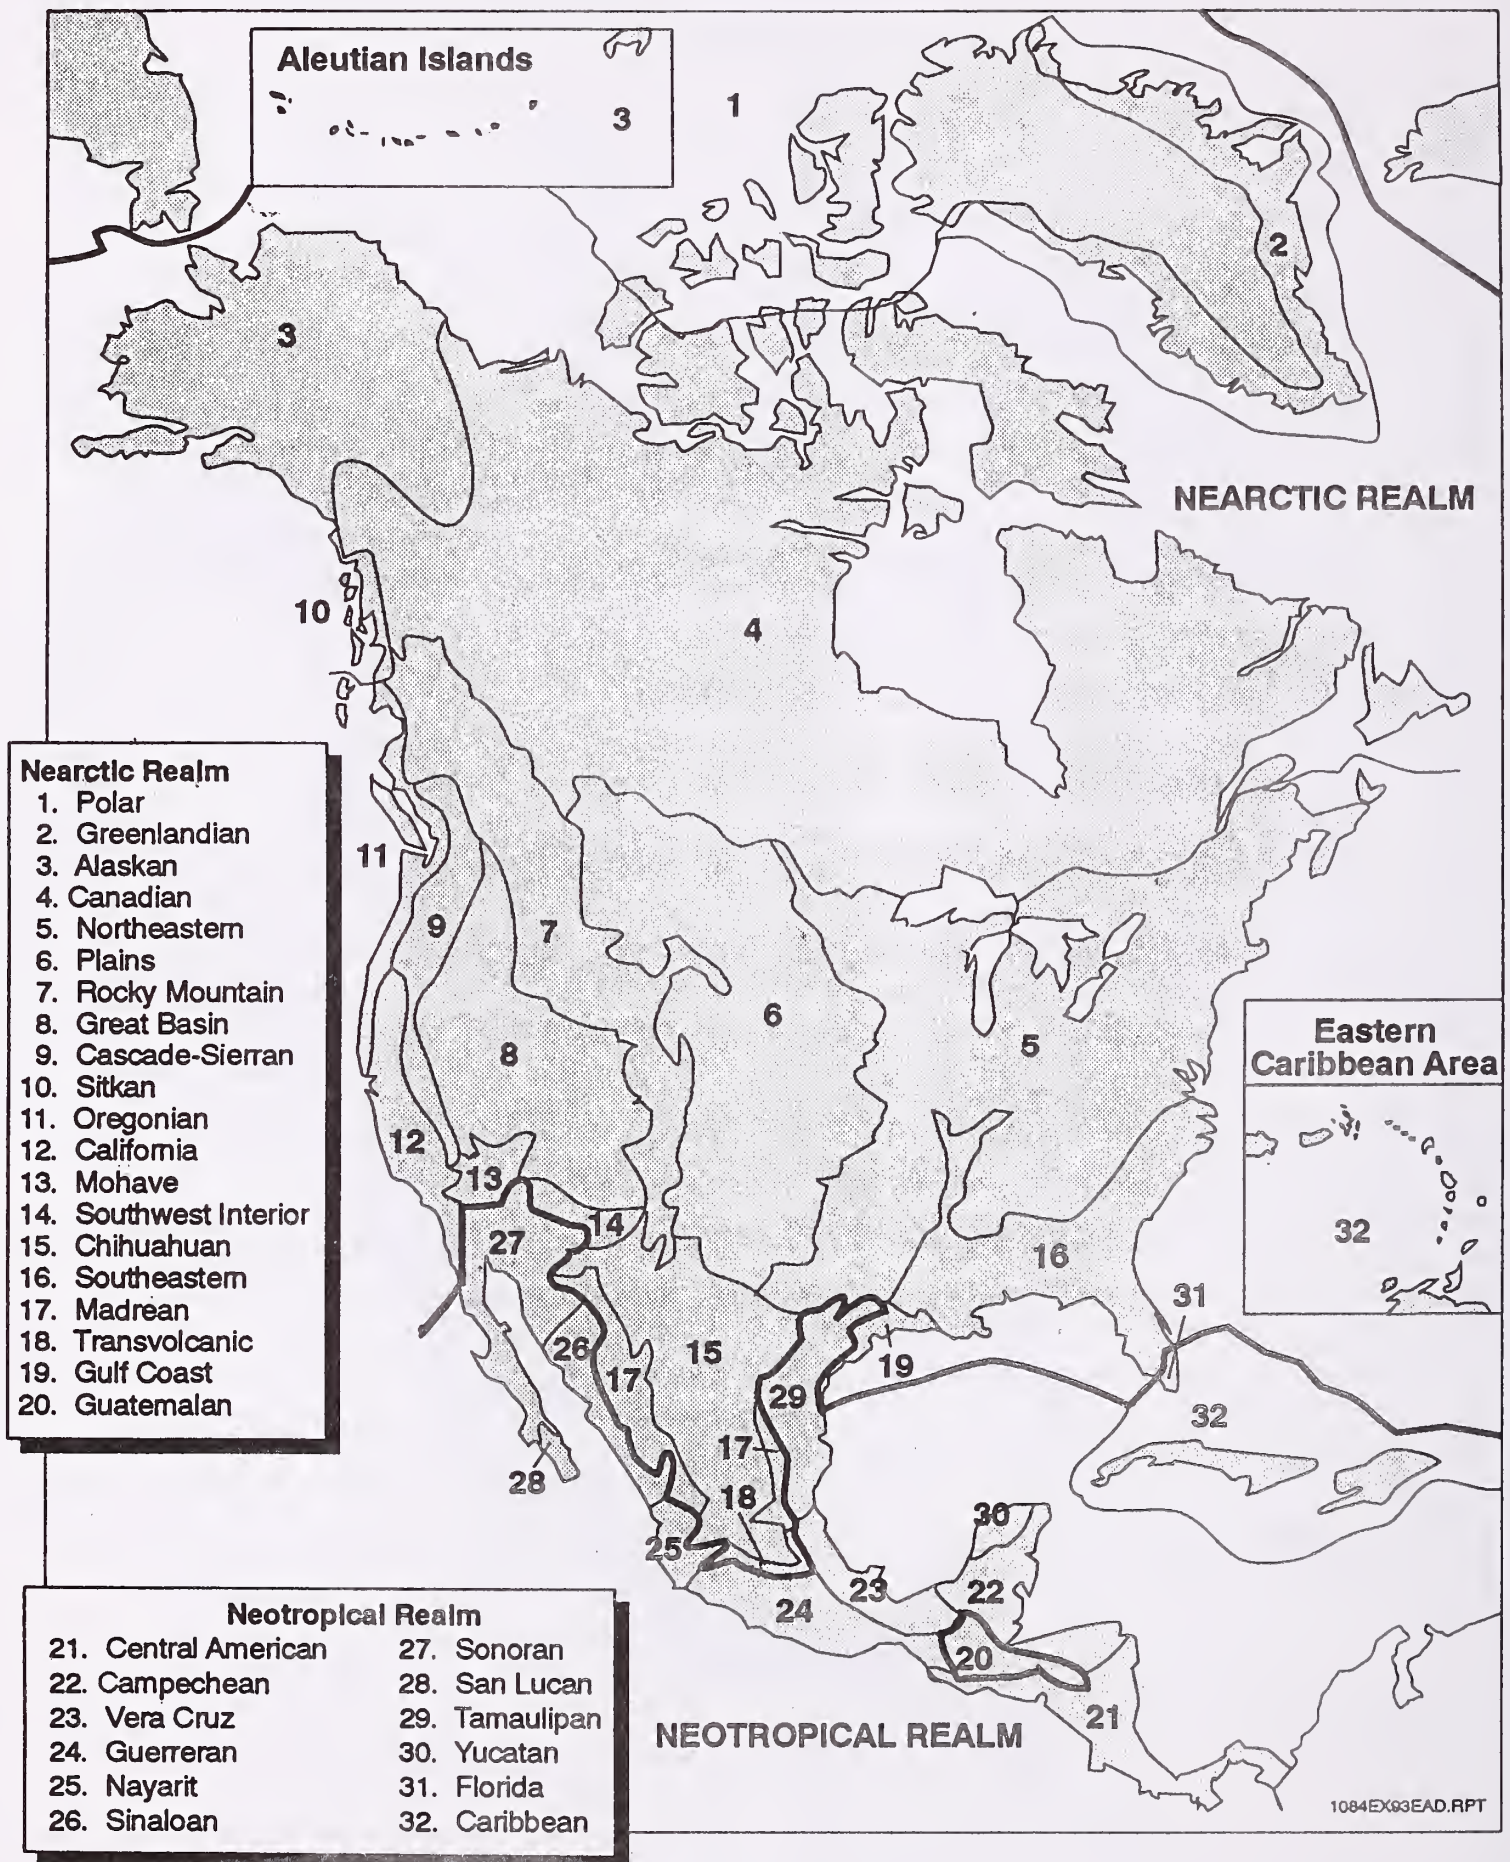 Aleutian Islands
3
1
2
3
NEARCTIC REALM
10
4
Nearctic Realm
1. Polar
2. Greenlandian
3. Alaskan
4. Canadian
5. Northeastern
6. Plains
7. Rocky Mountain
8. Great Basin
9. Cascade-Sierran
10. Sitkan
11. Oregonian
12. California
13. Mohave
14. Southwest Interior
15. Chihuahuan
16. Southeastern
17. Madrean
18. Transvolcanic
19. Gulf Coast
20. Guatemalan
11
9
7
6
5
8
Eastern
Caribbean Area
32
12
13
14
27
16
31
26
17
15
19
29
32
17
28
18
30
25
23
22
24
20
21
Neotropical Realm
21. Central American
22. Campechean
23. Vera Cruz
24. Guerreran
25. Nayarit
26. Sinaloan
27. Sonoran
28. San Lucan
29. Tamaulipan
30. Yucatan
31. Florida
32. Caribbean
NEOTROPICAL REALM
1084EX93EAD.RPT